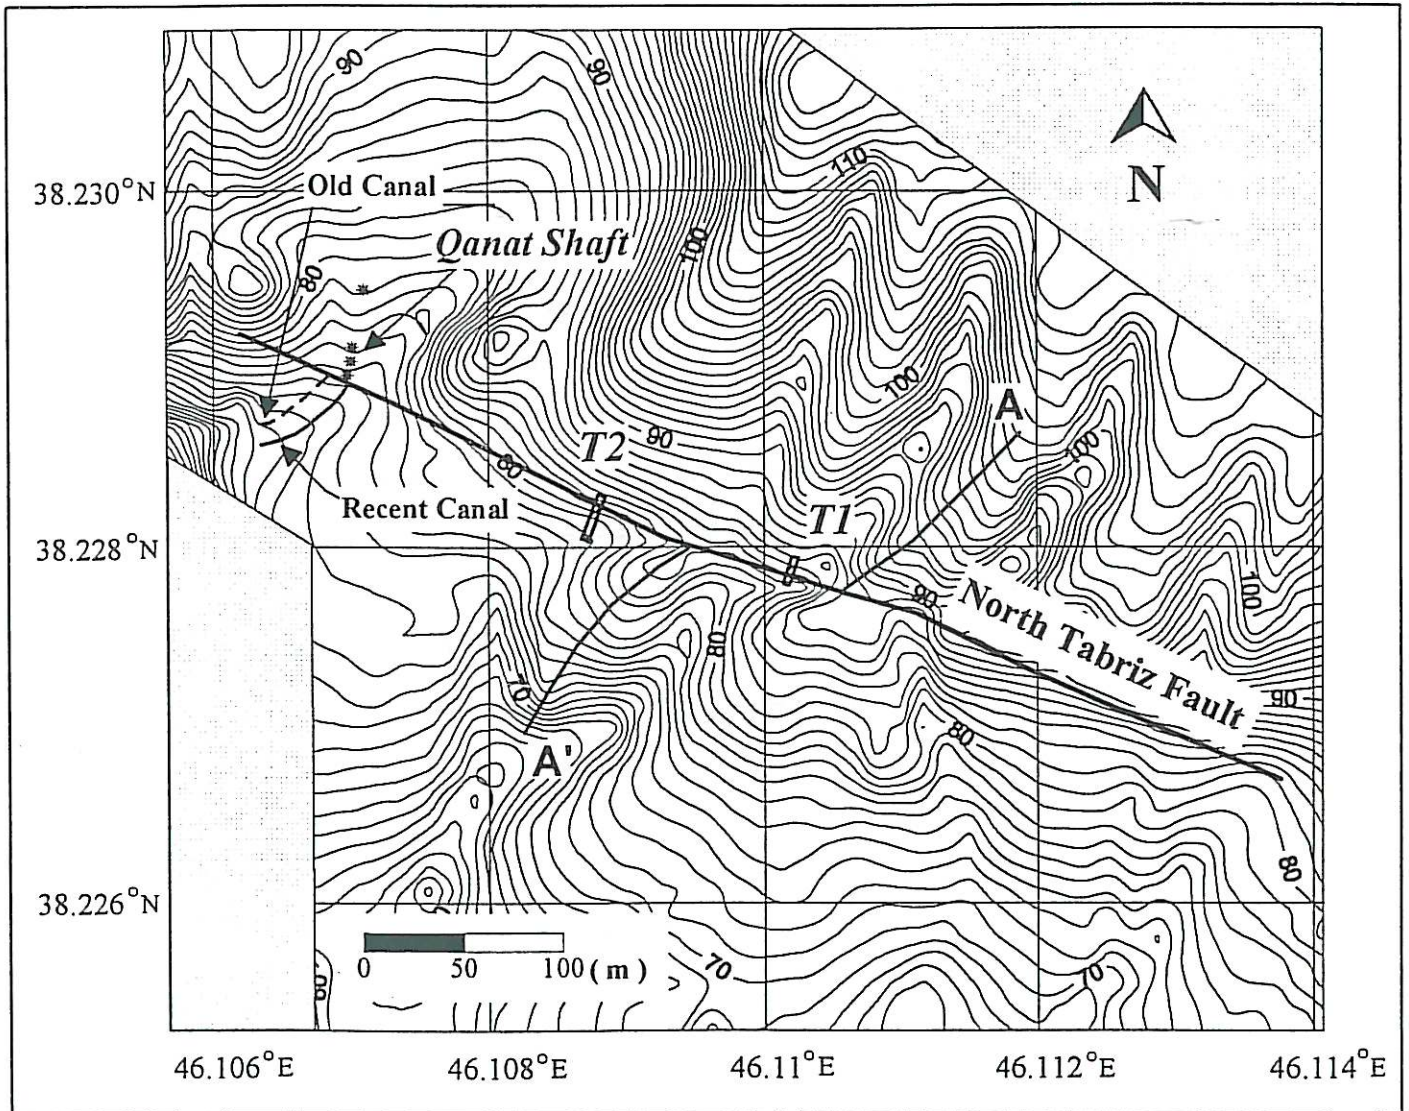 90
90
110
N
38.230°N
Old Canal
Qanat Shaft
100
80
100
A
T2
90
100
80
Recent Canal
T1
38.228°N
90
100
North Tabriz Fault
80
70
90
80
A'
80
38.226°N
0 50 100 ( m )
70
70
60
46.106°E 46.108°E 46.11°E 46.112°E 46.114°E